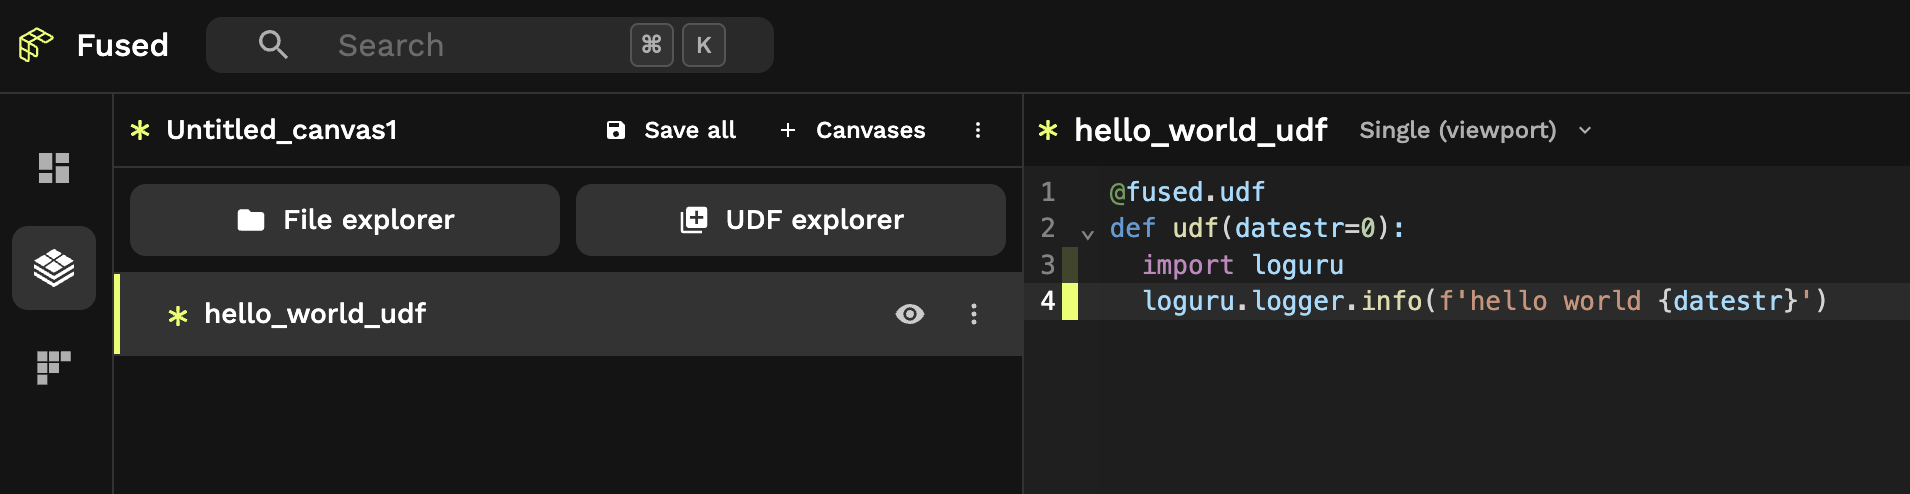 Fused
Search
⌘ K
* Untitled_canvas1
Save all
+ Canvases
File explorer
UDF explorer
* hello_world_udf
* hello_world_udf Single (viewport)
1 @fused.udf
2 def udf(datestr=0):
3 import loguru
4 loguru.logger.info(f'hello world {datestr}')